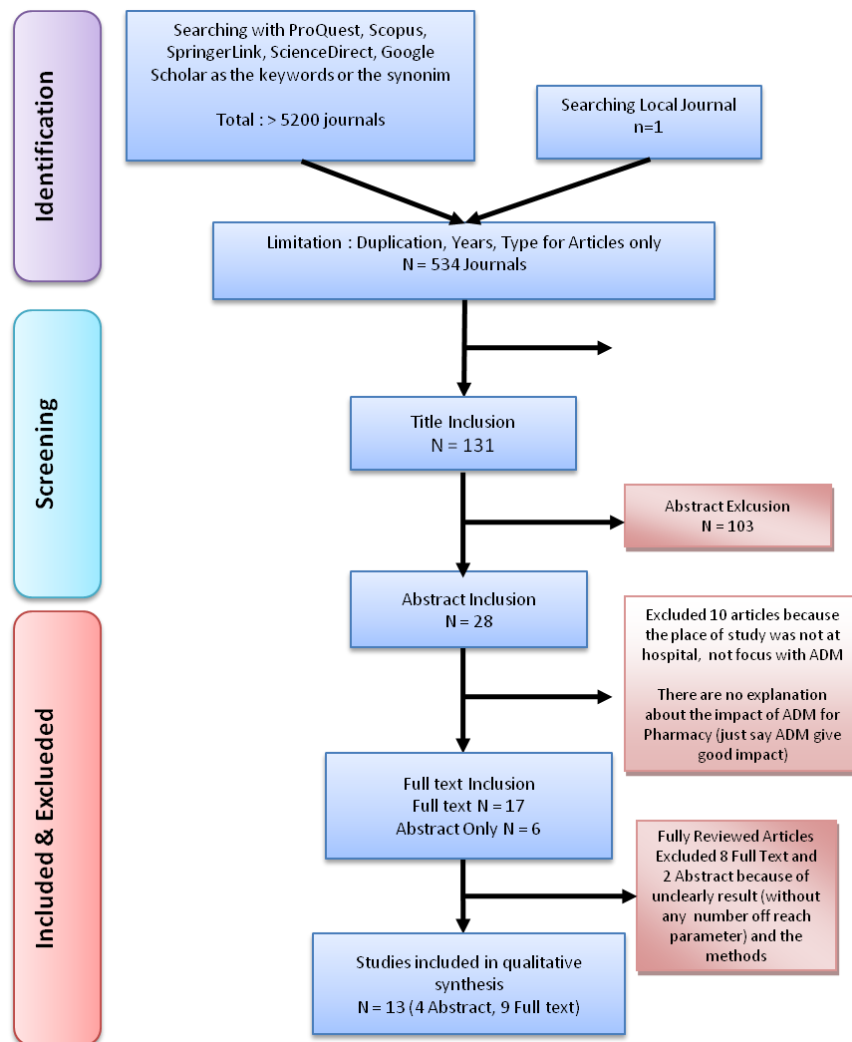 Identification
Searching with ProQuest, Scopus,
SpringerLink, ScienceDirect, Google
Scholar as the keywords or the synonim
Total : > 5200 journals
Searching Local Journal
n=1
Limitation : Duplication, Years, Type for Articles only
N = 534 Journals
Screening
Title Inclusion
N = 131
Abstract Exlcusion
N = 103
Abstract Inclusion
N = 28
Included & Exclueded
Excluded 10 articles because
the place of study was not at
hospital, not focus with ADM
There are no explanation
about the impact of ADM for
Pharmacy (just say ADM give
good impact)
Full text Inclusion
Full text N = 17
Abstract Only N = 6
Fully Reviewed Articles
Excluded 8 Full Text and
2 Abstract because of
unclearly result (without
any number off reach
parameter) and the
methods
Studies included in qualitative
synthesis
N = 13 (4 Abstract, 9 Full text)